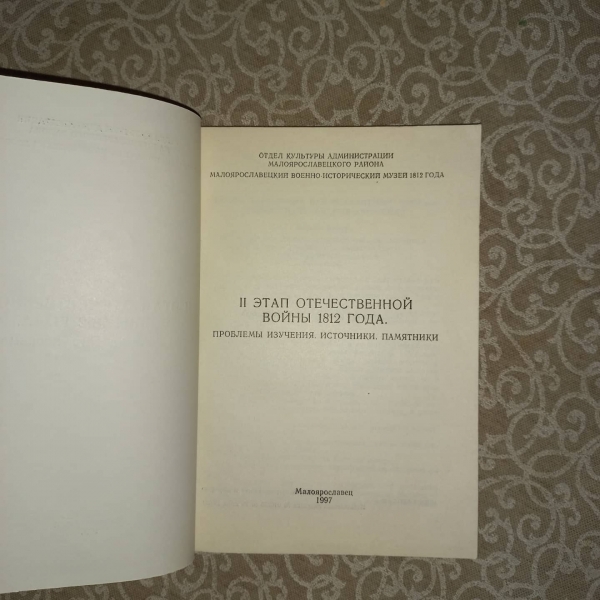 ОТДЕЛ КУЛЬТУРЫ АДМИНИСТРАЦИИ
МАЛОЯРОСЛАВЕЦКОГО РАЙОНА
МАЛОЯРОСЛАВЕЦКИЙ ВОЕННО-ИСТОРИЧЕСКИЙ МУЗЕЙ 1812 ГОДА
II ЭТАП ОТЕЧЕСТВЕННОЙ
ВОЙНЫ 1812 ГОДА.
ПРОБЛЕМЫ ИЗУЧЕНИЯ. ИСТОЧНИКИ. ПАМЯТНИКИ
Малоярославец
1997